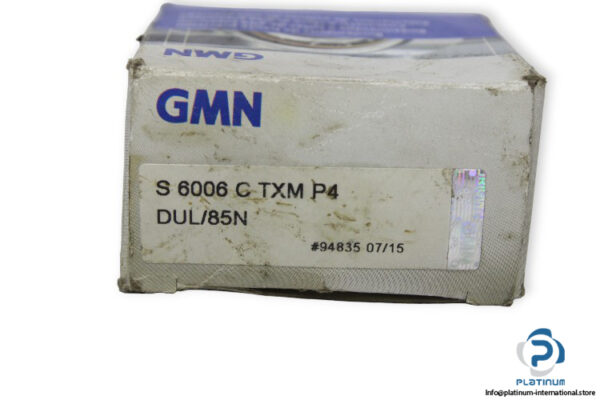 GMN
GMN
S 6006 C TXM P4
DUL/85N
#94835 07/15
PLATINUM
Info@platinum-international.store